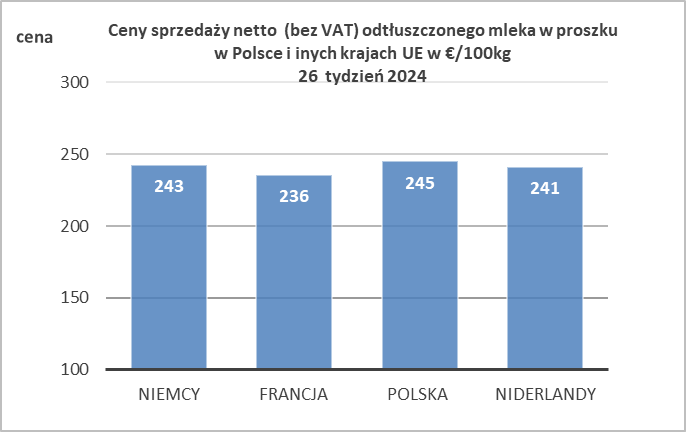 cena
Ceny sprzedaży netto  (bez VAT) odtłuszczonego mleka w proszku
w Polsce i inych krajach UE w €/100kg
26  tydzień 2024
300
250
200
150
100
243
236
245
241
NIEMCY
FRANCJA
POLSKA
NIDERLANDY